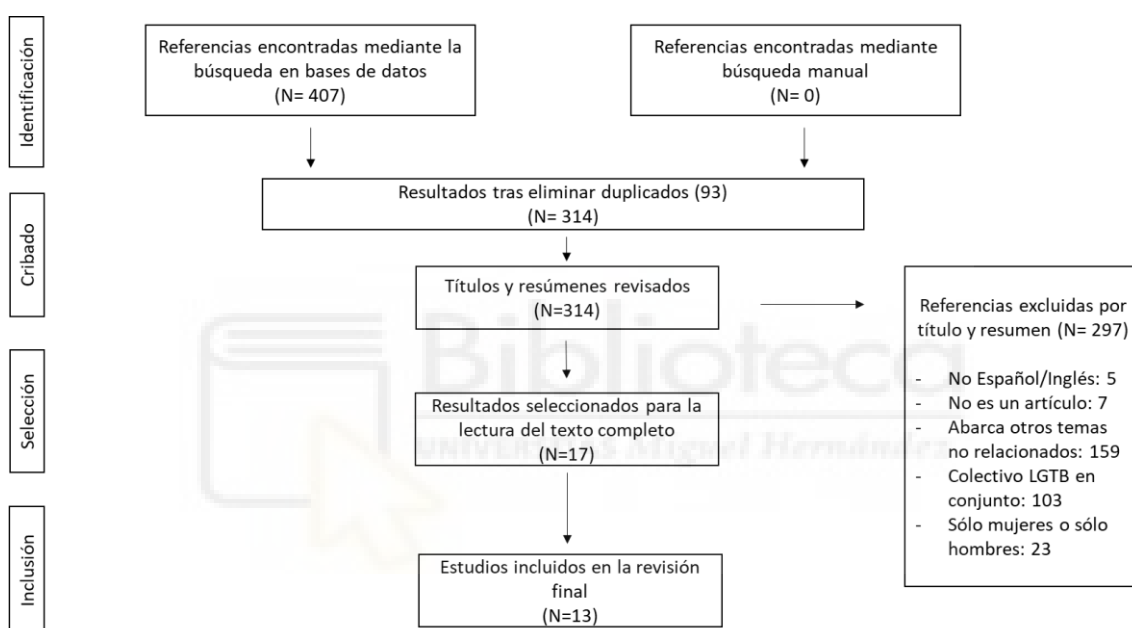 Identificación
Referencias encontradas mediante la
búsqueda en bases de datos
(N= 407)
Referencias encontradas mediante
búsqueda manual
(N= 0)
Cribado
Resultados tras eliminar duplicados (93)
(N= 314)
Títulos y resúmenes revisados
(N=314)
Referencias excluidas por
título y resumen (N= 297)
- No Español/Inglés: 5
- No es un artículo: 7
- Abarca otros temas
no relacionados: 159
- Colectivo LGTB en
conjunto: 103
- Sólo mujeres o sólo
hombres: 23
Selección
Resultados seleccionados para la
lectura del texto completo
(N=17)
Inclusión
Estudios incluidos en la revisión
final
(N=13)
Biblioteca
UNIVERSITAS Miguel Hernández